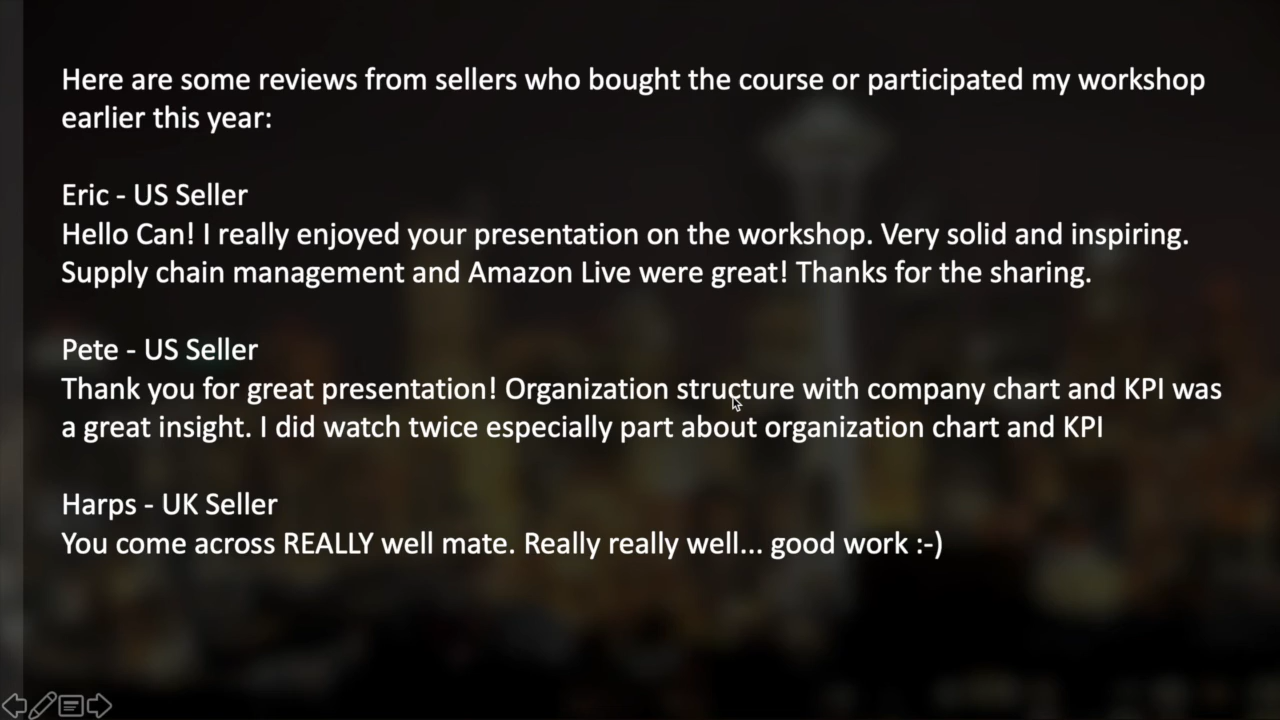 Here are some reviews from sellers who bought the course or participated my workshop
earlier this year:
Eric - US Seller
Hello Can! I really enjoyed your presentation on the workshop. Very solid and inspiring.
Supply chain management and Amazon Live were great! Thanks for the sharing.
Pete - US Seller
Thank you for great presentation! Organization structure with company chart and KPI was
a great insight. I did watch twice especially part about organization chart and KPI
Harps - UK Seller
You come across REALLY well mate. Really really well... good work :-)